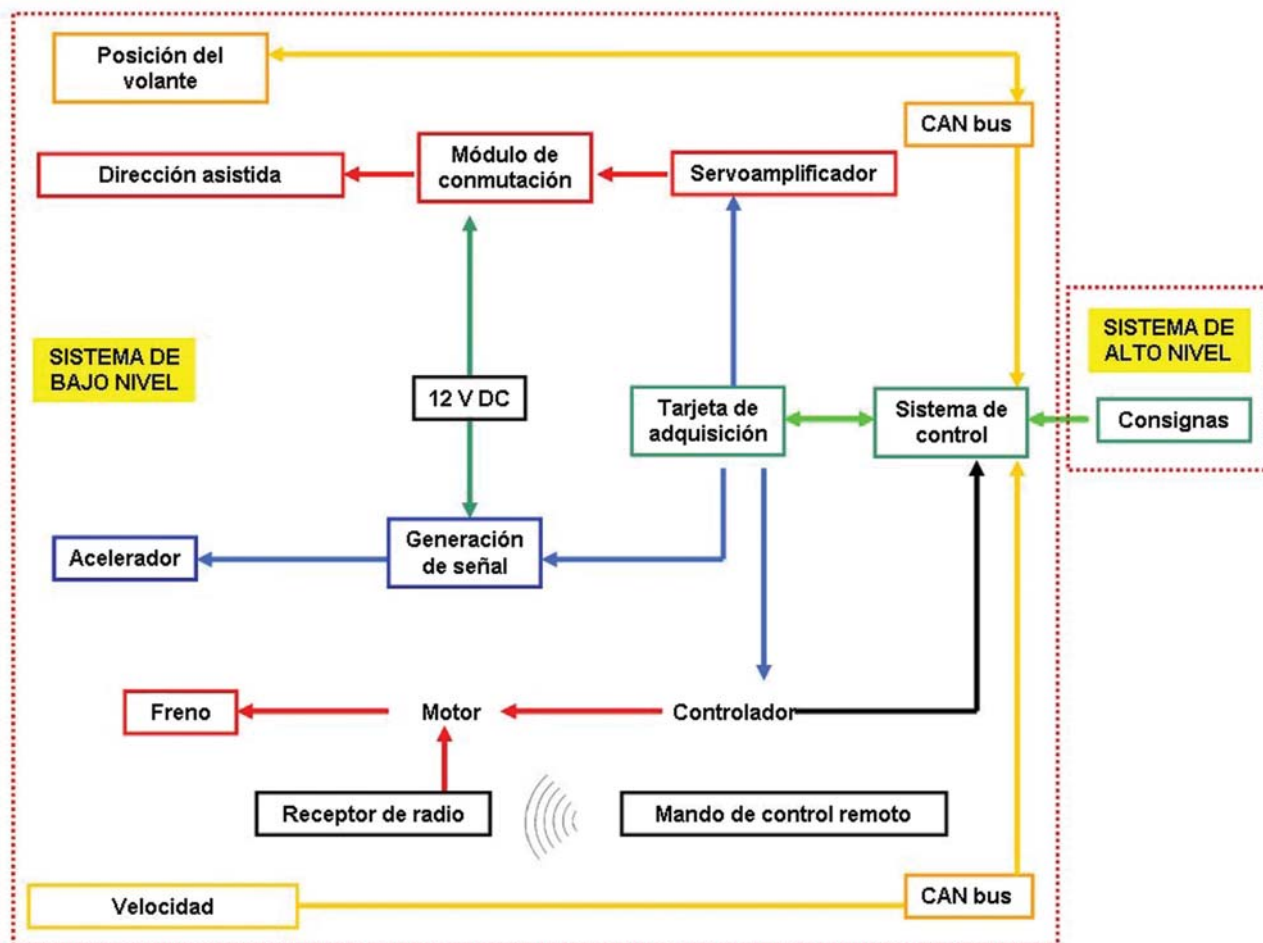 Posición del
volante
CAN bus
Dirección asistida
Módulo de
conmutación
Servoamplificador
SISTEMA DE
BAJO NIVEL
12 V DC
Tarjeta de
adquisición
Sistema de
control
SISTEMA DE
ALTO NIVEL
Consignas
Acelerador
Generación
de señal
Freno
Motor
Controlador
Receptor de radio
Mando de control remoto
Velocidad
CAN bus